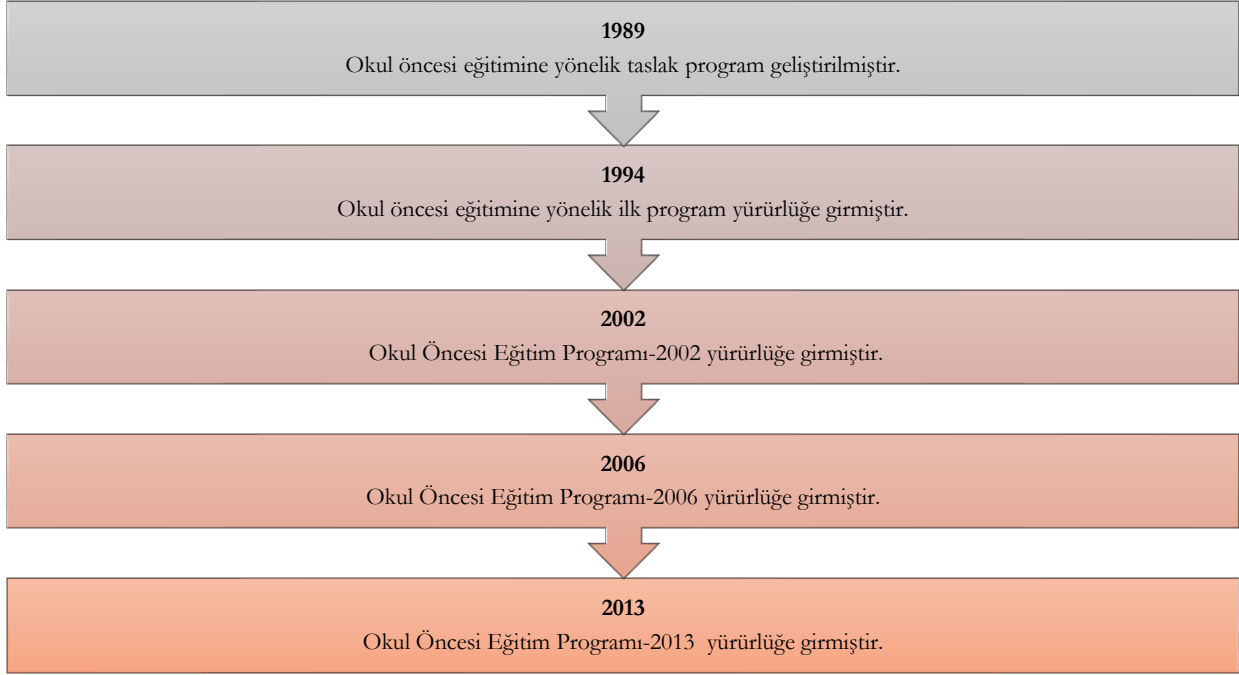 1989
Okul öncesi eğitimine yönelik taslak program geliştirilmiştir.
1994
Okul öncesi eğitimine yönelik ilk program yürürlüğe girmiştir.
2002
Okul Öncesi Eğitim Programı-2002 yürürlüğe girmiştir.
2006
Okul Öncesi Eğitim Programı-2006 yürürlüğe girmiştir.
2013
Okul Öncesi Eğitim Programı-2013 yürürlüğe girmiştir.